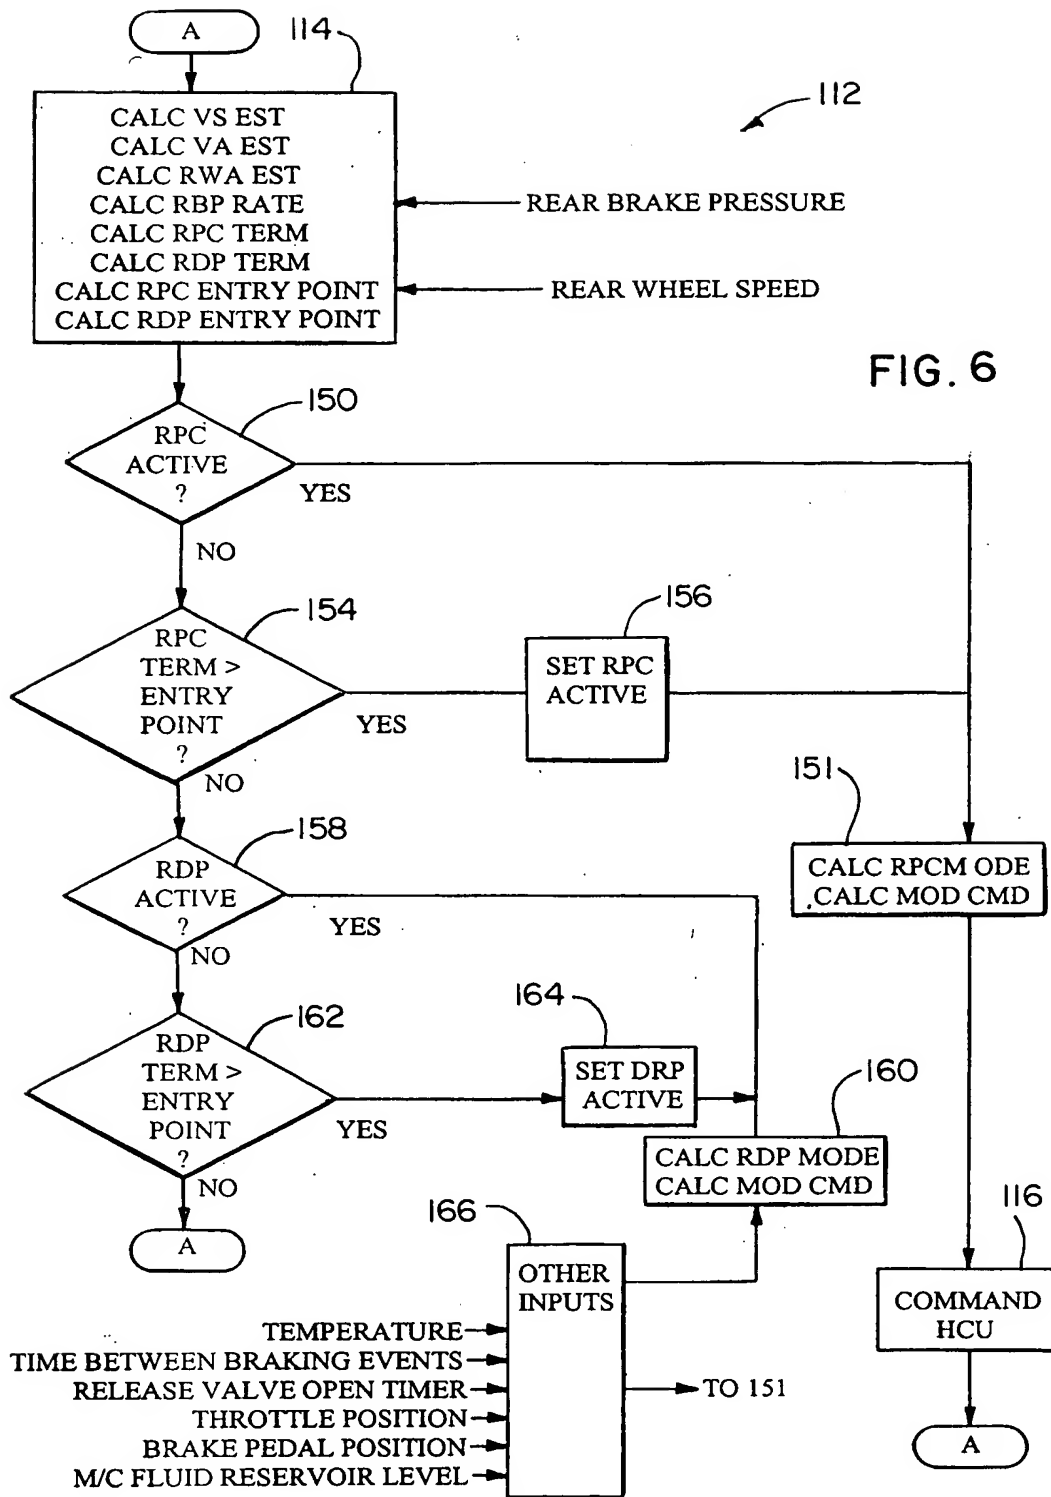 A
114
112
CALC VS EST
CALC VA EST
CALC RWA EST
CALC RBP RATE
CALC RPC TERM
CALC RDP TERM
CALC RPC ENTRY POINT
CALC RDP ENTRY POINT
REAR BRAKE PRESSURE
REAR WHEEL SPEED
FIG. 6
150
RPC
ACTIVE
?
YES
NO
154
RPC
TERM >
ENTRY
POINT
?
YES
NO
156
SET RPC
ACTIVE
151
CALC RPCM ODE
CALC MOD CMD
158
RDP
ACTIVE
?
YES
NO
162
RDP
TERM >
ENTRY
POINT
?
YES
NO
164
SET DRP
ACTIVE
160
CALC RDP MODE
CALC MOD CMD
A
166
OTHER
INPUTS
TEMPERATURE
TIME BETWEEN BRAKING EVENTS
RELEASE VALVE OPEN TIMER
THROTTLE POSITION
BRAKE PEDAL POSITION
M/C FLUID RESERVOIR LEVEL
TO 151
116
COMMAND
HCU
A